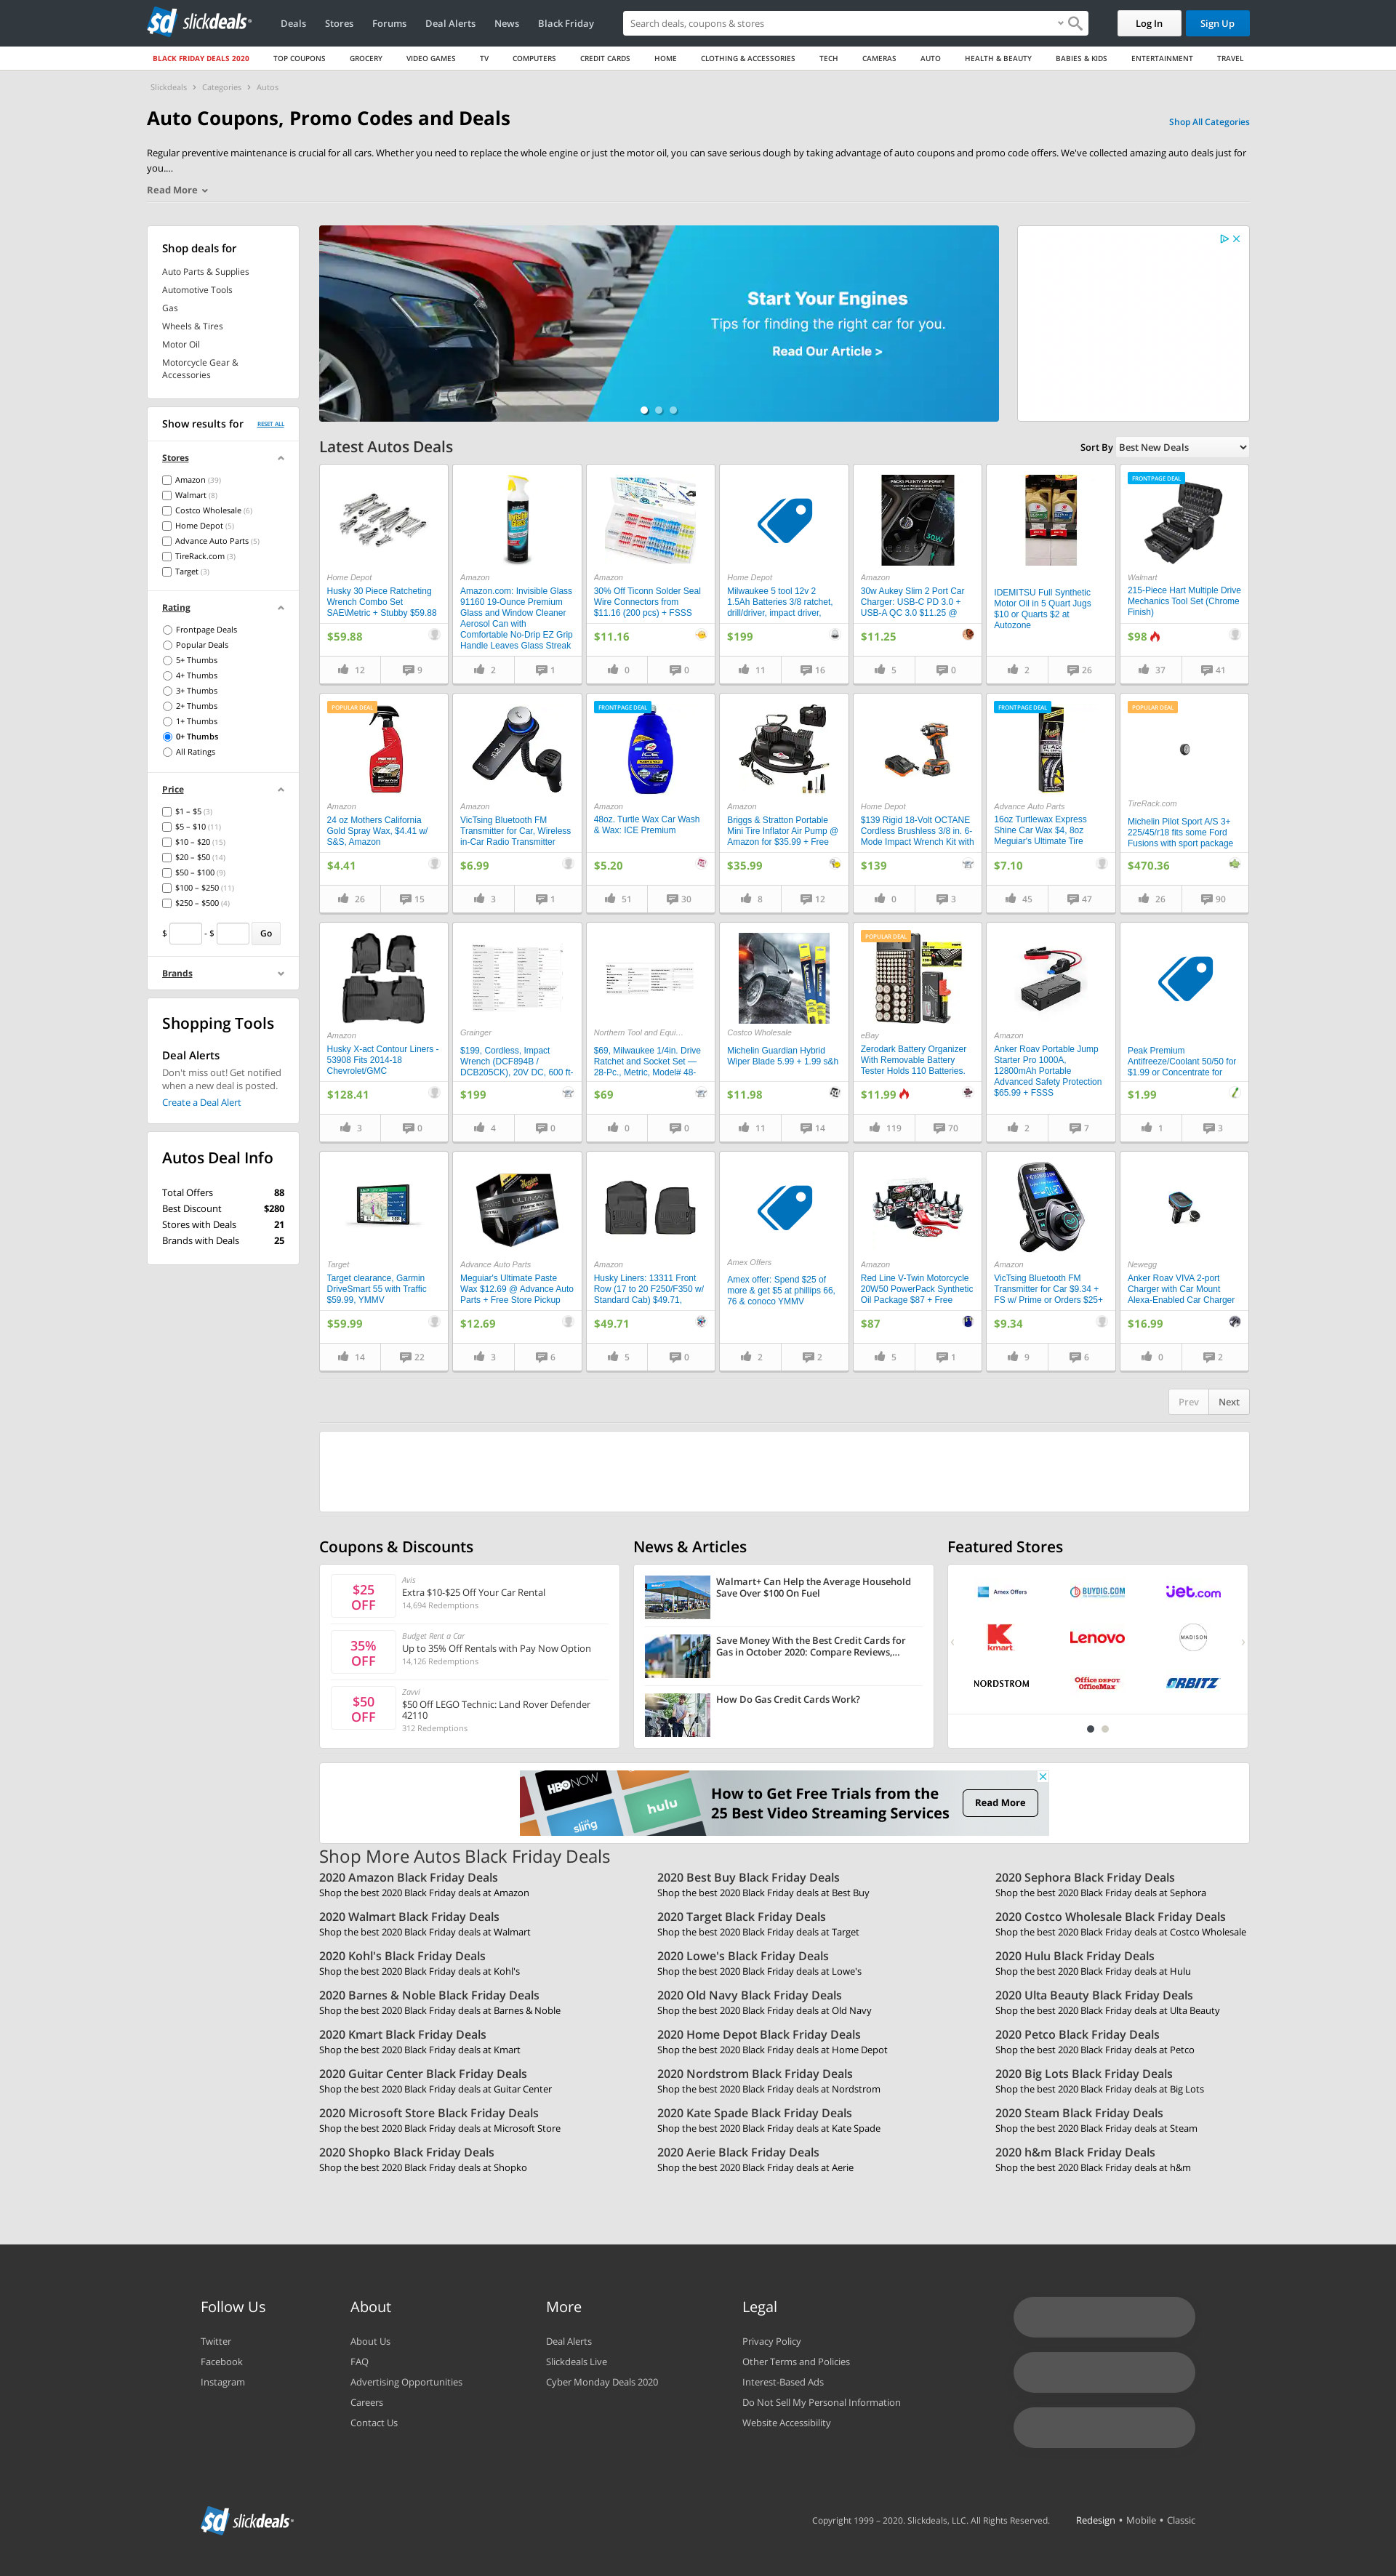 slickdeals
Deals
Stores
Forums
Deal Alerts
News
Black Friday
Search deals, coupons & stores
Log In
Sign Up
BLACK FRIDAY DEALS 2020
TOP COUPONS
GROCERY
VIDEO GAMES
TV
COMPUTERS
CREDIT CARDS
HOME
CLOTHING & ACCESSORIES
TECH
CAMERAS
AUTO
HEALTH & BEAUTY
BABIES & KIDS
ENTERTAINMENT
TRAVEL
Slickdeals › Categories › Autos
Auto Coupons, Promo Codes and Deals
Shop All Categories
Regular preventive maintenance is crucial for all cars. Whether you need to replace the whole engine or just the motor oil, you can save serious dough by taking advantage of auto coupons and promo code offers. We've collected amazing auto deals just for
you....
Read More
Shop deals for
Auto Parts & Supplies
Automotive Tools
Gas
Wheels & Tires
Motor Oil
Motorcycle Gear &
Accessories
Show results for
RESET ALL
Stores
Amazon (39)
Walmart (8)
Costco Wholesale (6)
Home Depot (5)
Advance Auto Parts (5)
TireRack.com (3)
Target (3)
Rating
Frontpage Deals
Popular Deals
5+ Thumbs
4+ Thumbs
3+ Thumbs
2+ Thumbs
1+ Thumbs
0+ Thumbs
All Ratings
Price
$1 – $5 (3)
$5 – $10 (11)
$10 – $20 (15)
$20 – $50 (14)
$50 – $100 (9)
$100 – $250 (11)
$250 – $500 (4)
$ - $ Go
Brands
Shopping Tools
Deal Alerts
Don't miss out! Get notified
when a new deal is posted.
Create a Deal Alert
Autos Deal Info
Total Offers 88
Best Discount $280
Stores with Deals 21
Brands with Deals 25
Start Your Engines
Tips for finding the right car for you.
Read Our Article >
Latest Autos Deals
Sort By Best New Deals
Home Depot
Husky 30 Piece Ratcheting
Wrench Combo Set
SAE\Metric + Stubby $59.88
$59.88
12 9
Amazon
Amazon.com: Invisible Glass
91160 19-Ounce Premium
Glass and Window Cleaner
Aerosol Can with
Comfortable No-Drip EZ Grip
Handle Leaves Glass Streak
2 1
Amazon
30% Off Ticonn Solder Seal
Wire Connectors from
$11.16 (200 pcs) + FSSS
$11.16
0 0
Home Depot
Milwaukee 5 tool 12v 2
1.5Ah Batteries 3/8 ratchet,
drill/driver, impact driver,
$199
11 16
PACKS PLENTY OF POWER
30W
Amazon
30w Aukey Slim 2 Port Car
Charger: USB-C PD 3.0 +
USB-A QC 3.0 $11.25 @
$11.25
5 0
IDEMITSU Full Synthetic
Motor Oil in 5 Quart Jugs
$10 or Quarts $2 at
Autozone
2 26
FRONTPAGE DEAL
Walmart
215-Piece Hart Multiple Drive
Mechanics Tool Set (Chrome
Finish)
$98
37 41
POPULAR DEAL
Amazon
24 oz Mothers California
Gold Spray Wax, $4.41 w/
S&S, Amazon
$4.41
26 15
Amazon
VicTsing Bluetooth FM
Transmitter for Car, Wireless
in-Car Radio Transmitter
$6.99
3 1
FRONTPAGE DEAL
ICE
Amazon
48oz. Turtle Wax Car Wash
& Wax: ICE Premium
$5.20
51 30
Amazon
Briggs & Stratton Portable
Mini Tire Inflator Air Pump @
Amazon for $35.99 + Free
$35.99
8 12
Home Depot
$139 Rigid 18-Volt OCTANE
Cordless Brushless 3/8 in. 6-
Mode Impact Wrench Kit with
$139
0 3
FRONTPAGE DEAL
BLACK
Advance Auto Parts
16oz Turtlewax Express
Shine Car Wax $4, 8oz
Meguiar's Ultimate Tire
$7.10
45 47
POPULAR DEAL
TireRack.com
Michelin Pilot Sport A/S 3+
225/45/r18 fits some Ford
Fusions with sport package
$470.36
26 90
Amazon
Husky X-act Contour Liners -
53908 Fits 2014-18
Chevrolet/GMC
$128.41
3 0
Grainger
$199, Cordless, Impact
Wrench (DCF894B /
DCB205CK), 20V DC, 600 ft-
$199
4 0
Northern Tool and Equi...
$69, Milwaukee 1/4in. Drive
Ratchet and Socket Set —
28-Pc., Metric, Model# 48-
$69
0 0
Costco Wholesale
Michelin Guardian Hybrid
Wiper Blade 5.99 + 1.99 s&h
$11.98
11 14
POPULAR DEAL
eBay
Zerodark Battery Organizer
With Removable Battery
Tester Holds 110 Batteries.
$11.99
119 70
Amazon
Anker Roav Portable Jump
Starter Pro 1000A,
12800mAh Portable
Advanced Safety Protection
$65.99 + FSSS
2 7
Peak Premium
Antifreeze/Coolant 50/50 for
$1.99 or Concentrate for
$1.99
1 3
Target
Target clearance, Garmin
DriveSmart 55 with Traffic
$59.99, YMMV
$59.99
14 22
Advance Auto Parts
Meguiar's Ultimate Paste
Wax $12.69 @ Advance Auto
Parts + Free Store Pickup
$12.69
3 6
Amazon
Husky Liners: 13311 Front
Row (17 to 20 F250/F350 w/
Standard Cab) $49.71,
$49.71
5 0
Amex Offers
Amex offer: Spend $25 of
more & get $5 at phillips 66,
76 & conoco YMMV
2 2
Amazon
Red Line V-Twin Motorcycle
20W50 PowerPack Synthetic
Oil Package $87 + Free
$87
5 1
Amazon
VicTsing Bluetooth FM
Transmitter for Car $9.34 +
FS w/ Prime or Orders $25+
$9.34
9 6
Newegg
Anker Roav VIVA 2-port
Charger with Car Mount
Alexa-Enabled Car Charger
$16.99
0 2
Prev Next
Coupons & Discounts
$25
OFF
Avis
Extra $10-$25 Off Your Car Rental
14,694 Redemptions
35%
OFF
Budget Rent a Car
Up to 35% Off Rentals with Pay Now Option
14,126 Redemptions
$50
OFF
Zavvi
$50 Off LEGO Technic: Land Rover Defender
42110
312 Redemptions
News & Articles
Walmart+ Can Help the Average Household
Save Over $100 On Fuel
Save Money With the Best Credit Cards for
Gas in October 2020: Compare Reviews,...
How Do Gas Credit Cards Work?
Featured Stores
Amex Offers
BUYDIG.COM
Jet.com
kmart
Lenovo
MADISON
NORDSTROM
Office DEPOT
OfficeMax
ORBITZ
HBO NOW
hulu
sling
How to Get Free Trials from the
25 Best Video Streaming Services
Read More
Shop More Autos Black Friday Deals
2020 Amazon Black Friday Deals
Shop the best 2020 Black Friday deals at Amazon
2020 Best Buy Black Friday Deals
Shop the best 2020 Black Friday deals at Best Buy
2020 Sephora Black Friday Deals
Shop the best 2020 Black Friday deals at Sephora
2020 Walmart Black Friday Deals
Shop the best 2020 Black Friday deals at Walmart
2020 Target Black Friday Deals
Shop the best 2020 Black Friday deals at Target
2020 Costco Wholesale Black Friday Deals
Shop the best 2020 Black Friday deals at Costco Wholesale
2020 Kohl's Black Friday Deals
Shop the best 2020 Black Friday deals at Kohl's
2020 Lowe's Black Friday Deals
Shop the best 2020 Black Friday deals at Lowe's
2020 Hulu Black Friday Deals
Shop the best 2020 Black Friday deals at Hulu
2020 Barnes & Noble Black Friday Deals
Shop the best 2020 Black Friday deals at Barnes & Noble
2020 Old Navy Black Friday Deals
Shop the best 2020 Black Friday deals at Old Navy
2020 Ulta Beauty Black Friday Deals
Shop the best 2020 Black Friday deals at Ulta Beauty
2020 Kmart Black Friday Deals
Shop the best 2020 Black Friday deals at Kmart
2020 Home Depot Black Friday Deals
Shop the best 2020 Black Friday deals at Home Depot
2020 Petco Black Friday Deals
Shop the best 2020 Black Friday deals at Petco
2020 Guitar Center Black Friday Deals
Shop the best 2020 Black Friday deals at Guitar Center
2020 Nordstrom Black Friday Deals
Shop the best 2020 Black Friday deals at Nordstrom
2020 Big Lots Black Friday Deals
Shop the best 2020 Black Friday deals at Big Lots
2020 Microsoft Store Black Friday Deals
Shop the best 2020 Black Friday deals at Microsoft Store
2020 Kate Spade Black Friday Deals
Shop the best 2020 Black Friday deals at Kate Spade
2020 Steam Black Friday Deals
Shop the best 2020 Black Friday deals at Steam
2020 Shopko Black Friday Deals
Shop the best 2020 Black Friday deals at Shopko
2020 Aerie Black Friday Deals
Shop the best 2020 Black Friday deals at Aerie
2020 h&m Black Friday Deals
Shop the best 2020 Black Friday deals at h&m
Follow Us
Twitter
Facebook
Instagram
About
About Us
FAQ
Advertising Opportunities
Careers
Contact Us
More
Deal Alerts
Slickdeals Live
Cyber Monday Deals 2020
Legal
Privacy Policy
Other Terms and Policies
Interest-Based Ads
Do Not Sell My Personal Information
Website Accessibility
slickdeals
Copyright 1999 – 2020. Slickdeals, LLC. All Rights Reserved.
Redesign • Mobile • Classic